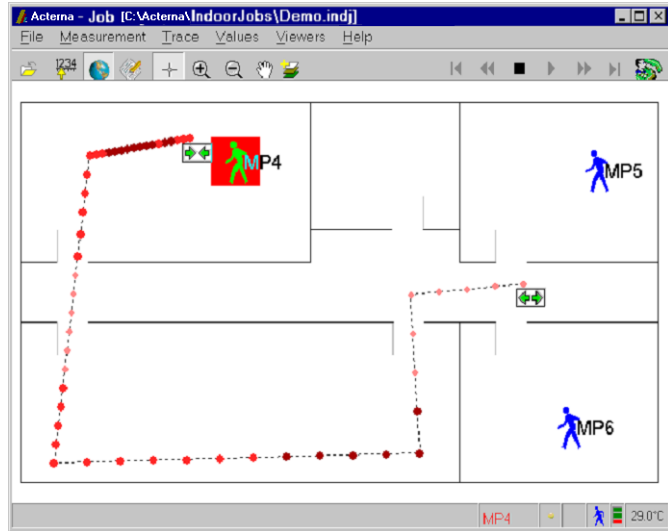 Acterna - Job [C:\Acterna\IndoorJobs\Demo.indj]
File Measurement Trace Values Viewers Help
1234
MP4
MP5
MP6
MP4 29.0°C